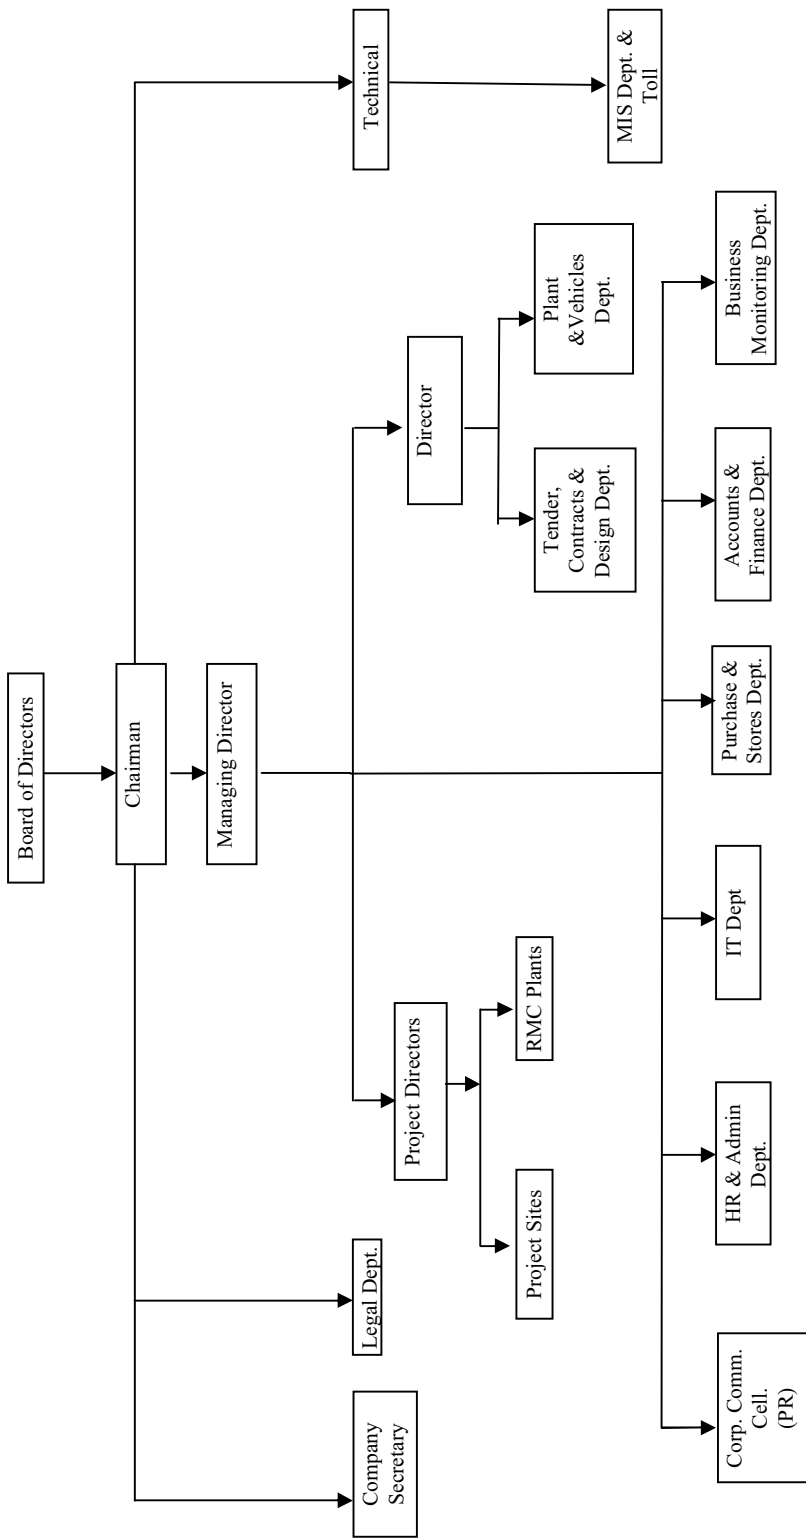 Board of Directors
Chairman
Managing Director
Company
Secretary
Legal Dept.
Technical
Project Directors
Director
Project Sites
RMC Plants
Tender,
Contracts &
Design Dept.
Plant
&Vehicles
Dept.
MIS Dept. &
Toll
Corp. Comm.
Cell.
(PR)
HR & Admin
Dept.
IT Dept
Purchase &
Stores Dept.
Accounts &
Finance Dept.
Business
Monitoring Dept.